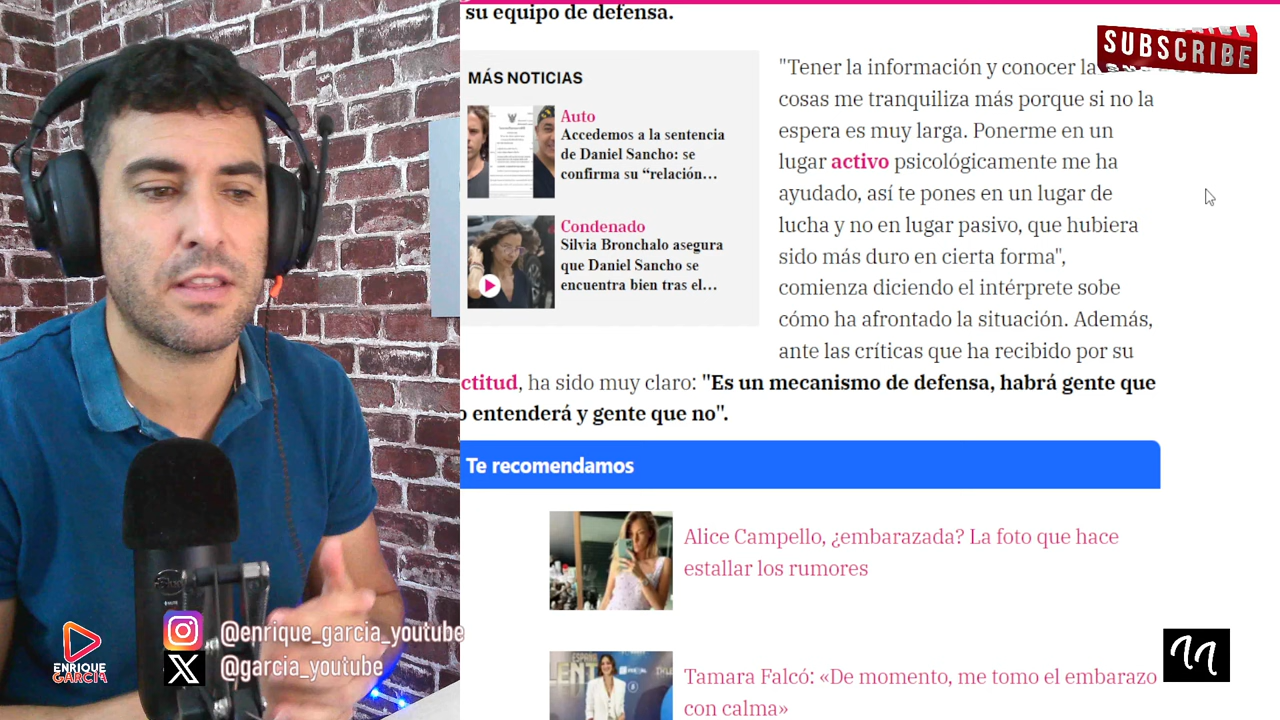 su equipo de defensa.
MÁS NOTICIAS
Auto
Accedemos a la sentencia
de Daniel Sancho: se
confirma su “relación...
Condenado
Silvia Bronchalo asegura
que Daniel Sancho se
encuentra bien tras el...
"Tener la información y conocer la
cosas me tranquiliza más porque si no la
espera es muy larga. Ponerme en un
lugar activo psicológicamente me ha
ayudado, así te pones en un lugar de
lucha y no en lugar pasivo, que hubiera
sido más duro en cierta forma",
comienza diciendo el intérprete sobe
cómo ha afrontado la situación. Además,
ante las críticas que ha recibido por su
ctitud, ha sido muy claro: "Es un mecanismo de defensa, habrá gente que
o entenderá y gente que no".
Te recomendamos
Alice Campello, ¿embarazada? La foto que hace
estallar los rumores
Tamara Falcó: «De momento, me tomo el embarazo
con calma»
SUBSCRIBE
ENRIQUE
GARCIA
@enrique_garcia_youtube
@garcia_youtube